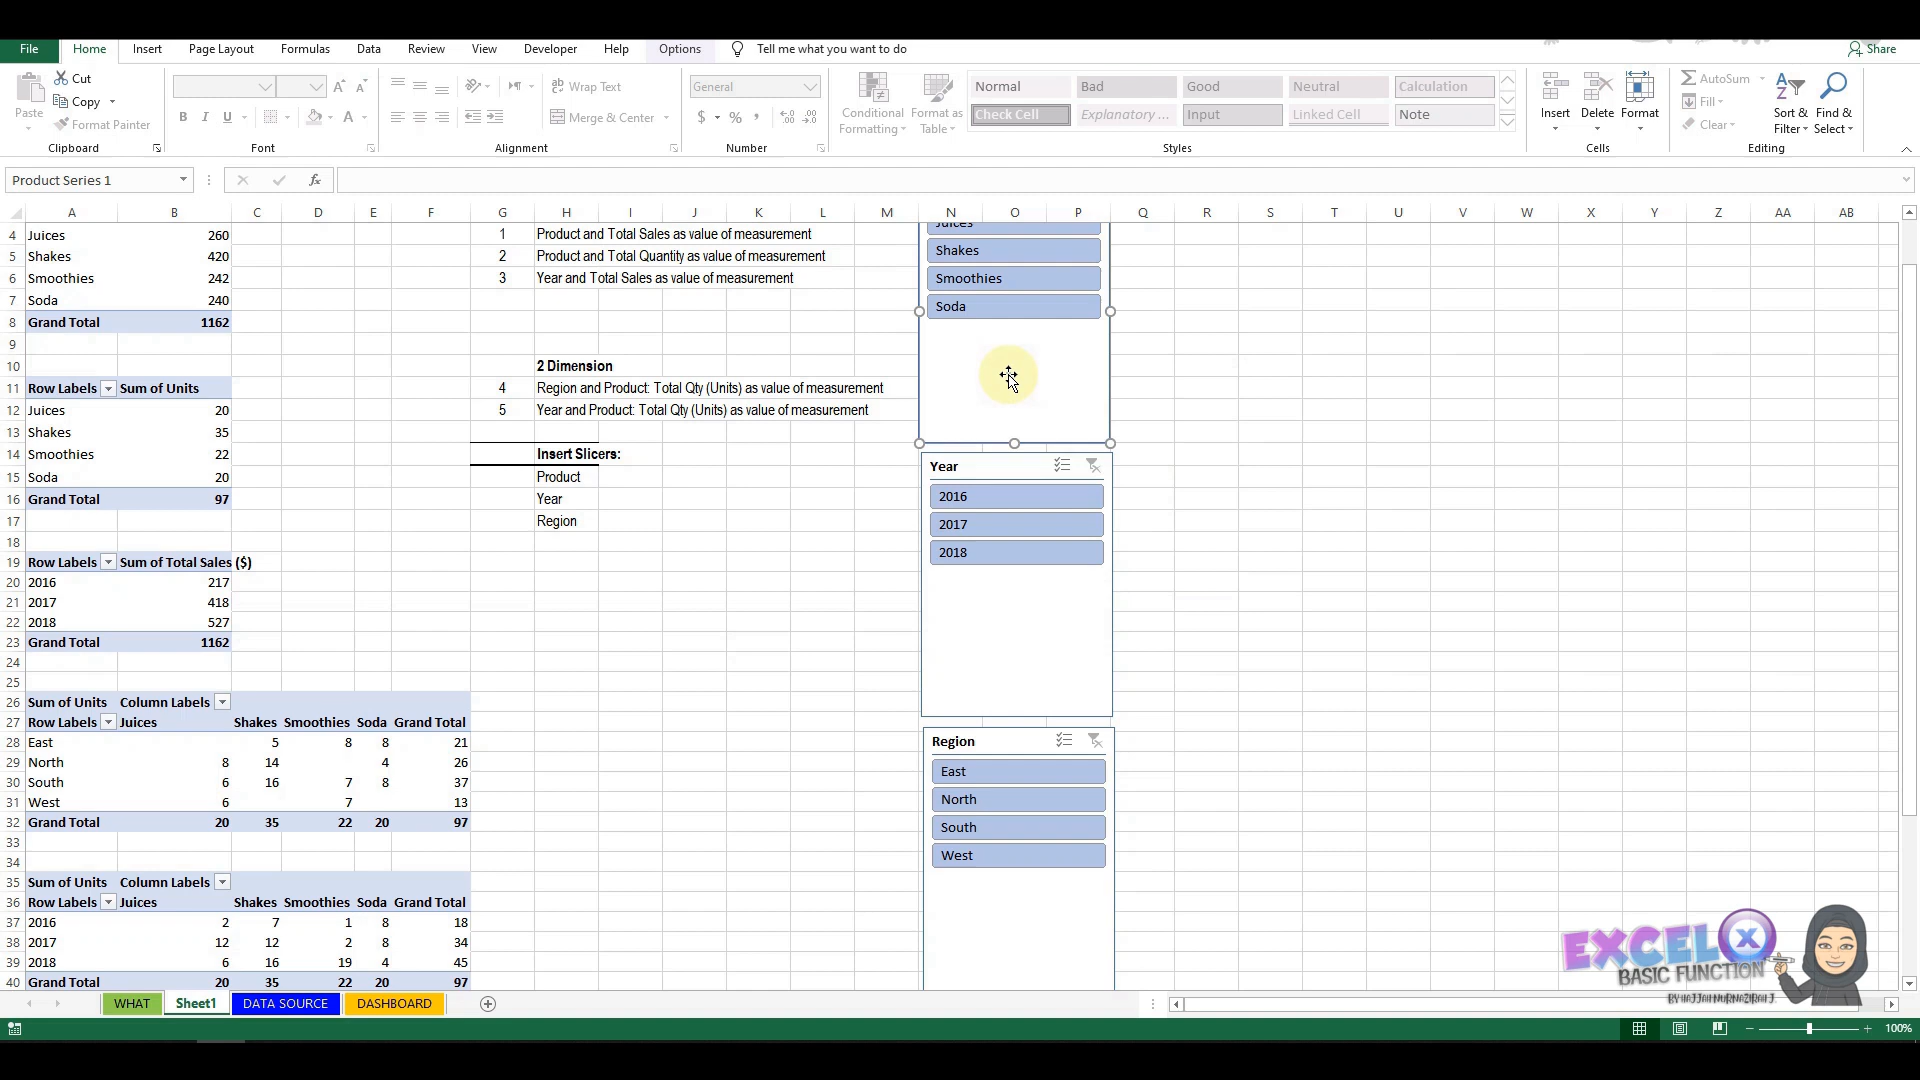 File Home Insert Page Layout Formulas Data Review View Developer Help Options Tell me what you want to do Share
Cut
Copy
Format Painter
Paste
Clipboard
B I U
A A
Font
Wrap Text
Merge & Center
Alignment
General
$ % ,
Number
Conditional Formatting
Format as Table
Normal Bad Good Neutral Calculation
Check Cell Explanatory ... Input Linked Cell Note
Styles
Insert Delete Format
Cells
AutoSum
Fill
Clear
Sort & Filter
Find & Select
Editing
Product Series 1 fx
A B C D E F G H I J K L M N O P Q R S T U V W X Y Z AA AB
4 Juices 260 1 Product and Total Sales as value of measurement
5 Shakes 420 2 Product and Total Quantity as value of measurement
6 Smoothies 242 3 Year and Total Sales as value of measurement
7 Soda 240
8 Grand Total 1162
9
10 2 Dimension
11 Row Labels Sum of Units 4 Region and Product: Total Qty (Units) as value of measurement
12 Juices 20 5 Year and Product: Total Qty (Units) as value of measurement
13 Shakes 35
14 Smoothies 22 Insert Slicers:
15 Soda 20 Product
16 Grand Total 97 Year
17 Region
18
19 Row Labels Sum of Total Sales ($)
20 2016 217
21 2017 418
22 2018 527
23 Grand Total 1162
24
25
26 Sum of Units Column Labels
27 Row Labels Juices Shakes Smoothies Soda Grand Total
28 East 5 8 8 21
29 North 8 14 4 26
30 South 6 16 7 8 37
31 West 6 7 13
32 Grand Total 20 35 22 20 97
33
34
35 Sum of Units Column Labels
36 Row Labels Juices Shakes Smoothies Soda Grand Total
37 2016 2 7 1 8 18
38 2017 12 12 2 8 34
39 2018 6 16 19 4 45
40 Grand Total 20 35 22 20 97
Juices
Shakes
Smoothies
Soda
Year
2016
2017
2018
Region
East
North
South
West
EXCEL X
BASIC FUNCTION
BY HAJJAH NURNAZIRAH J.
WHAT Sheet1 DATA SOURCE DASHBOARD
100%